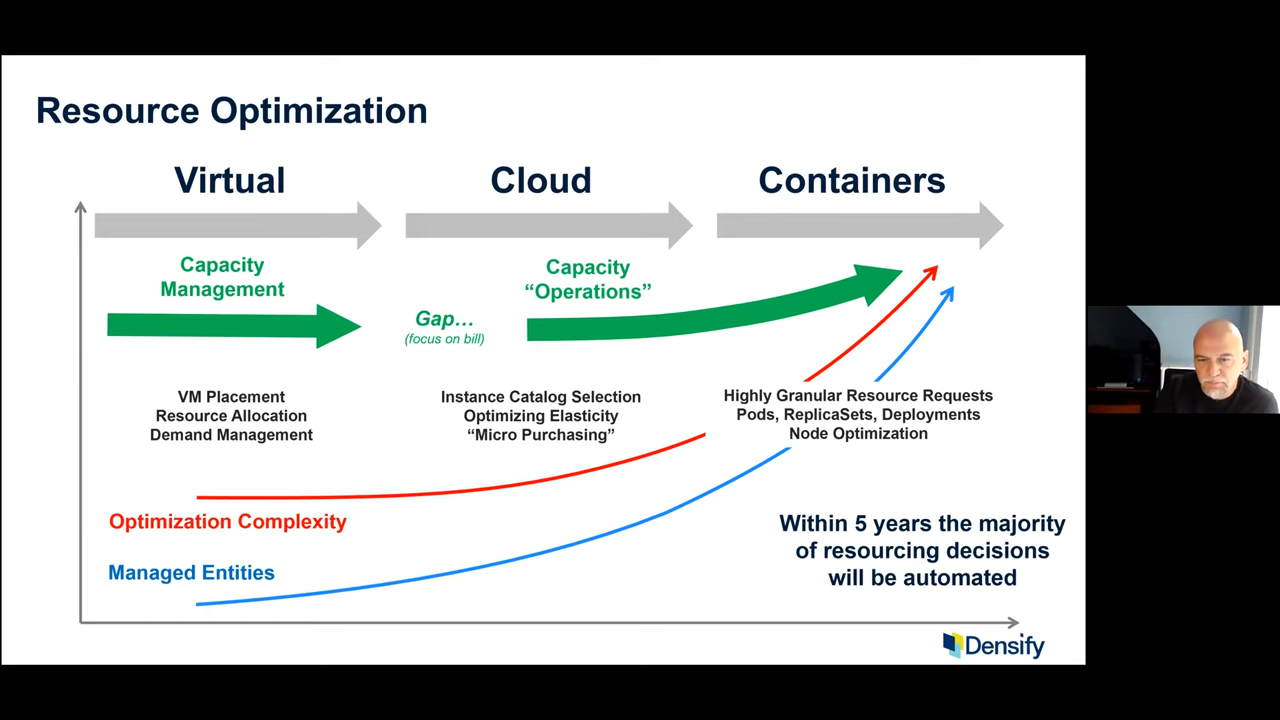 Resource Optimization
Virtual
Cloud
Containers
Capacity
Management
Gap…
(focus on bill)
Capacity
“Operations”
VM Placement
Resource Allocation
Demand Management
Instance Catalog Selection
Optimizing Elasticity
“Micro Purchasing”
Highly Granular Resource Requests
Pods, ReplicaSets, Deployments
Node Optimization
Optimization Complexity
Managed Entities
Within 5 years the majority
of resourcing decisions
will be automated
Densify